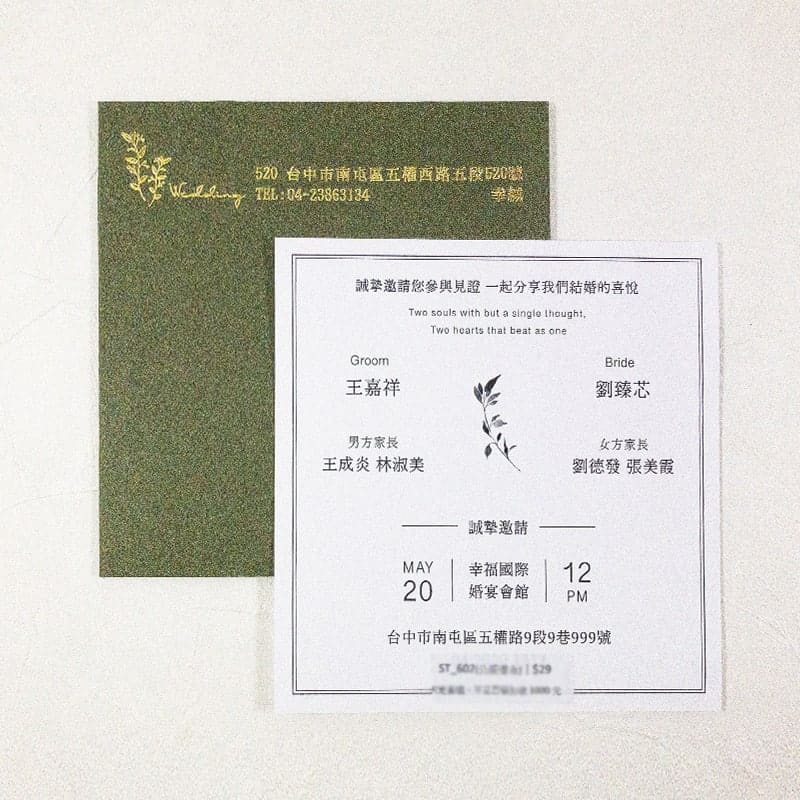 Wedding
520 台中市南屯區五權西路五段520號
TEL:04-23863134
誠摯邀請您參與見證 一起分享我們結婚的喜悅
Two souls with but a single thought,
Two hearts that beat as one
Groom
王嘉祥
Bride
劉臻芯
男方家長
王成炎 林淑美
女方家長
劉德發 張美霞
誠摯邀請
MAY
20
幸福國際
婚宴會館
12
PM
台中市南屯區五權路9段9巷999號
ST_602 | $29